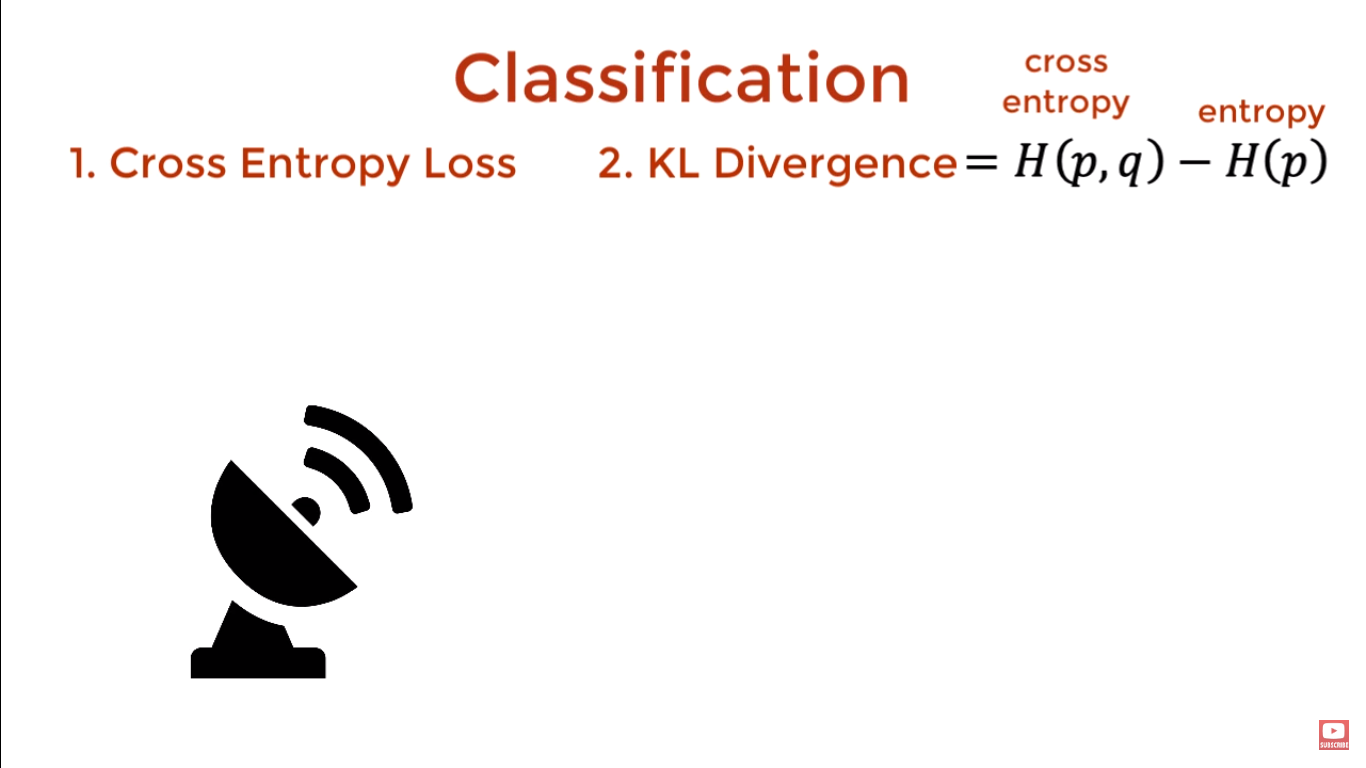 Classification
cross
entropy
entropy
1. Cross Entropy Loss
2. KL Divergence = H(p, q) − H(p)
SUBSCRIBE